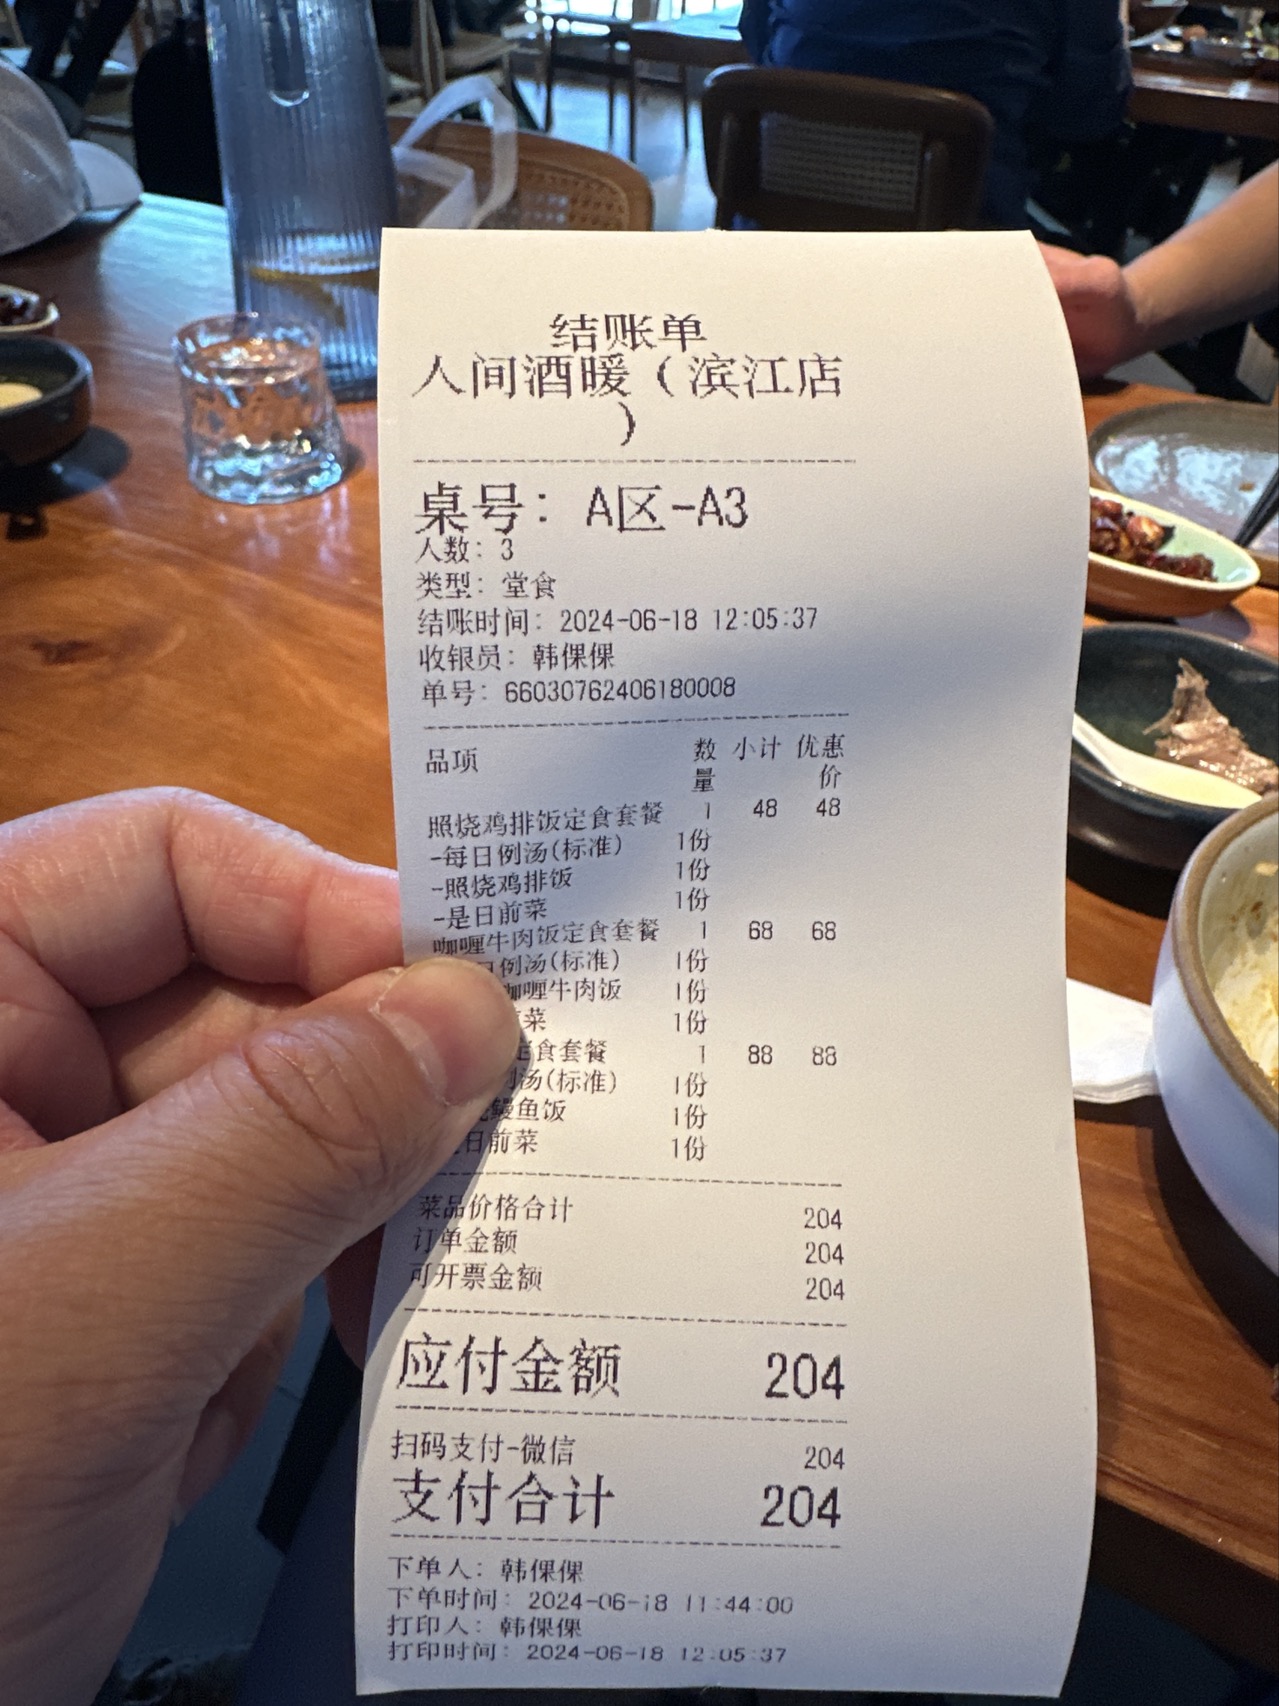 结账单
人间酒暖（滨江店
）
桌号： A区-A3
人数： 3
类型： 堂食
结账时间： 2024-06-18 12:05:37
收银员： 韩倮倮
单号： 66030762406180008
品项 数量 小计 优惠价
照烧鸡排饭定食套餐 1 48 48
-每日例汤(标准) 1份
-照烧鸡排饭 1份
-是日前菜 1份
咖喱牛肉饭定食套餐 1 68 68
日例汤(标准) 1份
咖喱牛肉饭 1份
前菜 1份
定食套餐 1 88 88
例汤(标准) 1份
鳗鱼饭 1份
日前菜 1份
菜品价格合计 204
订单金额 204
可开票金额 204
应付金额 204
扫码支付-微信 204
支付合计 204
下单人： 韩倮倮
下单时间： 2024-06-18 11:44:00
打印人： 韩倮倮
打印时间： 2024-06-18 12:05:37